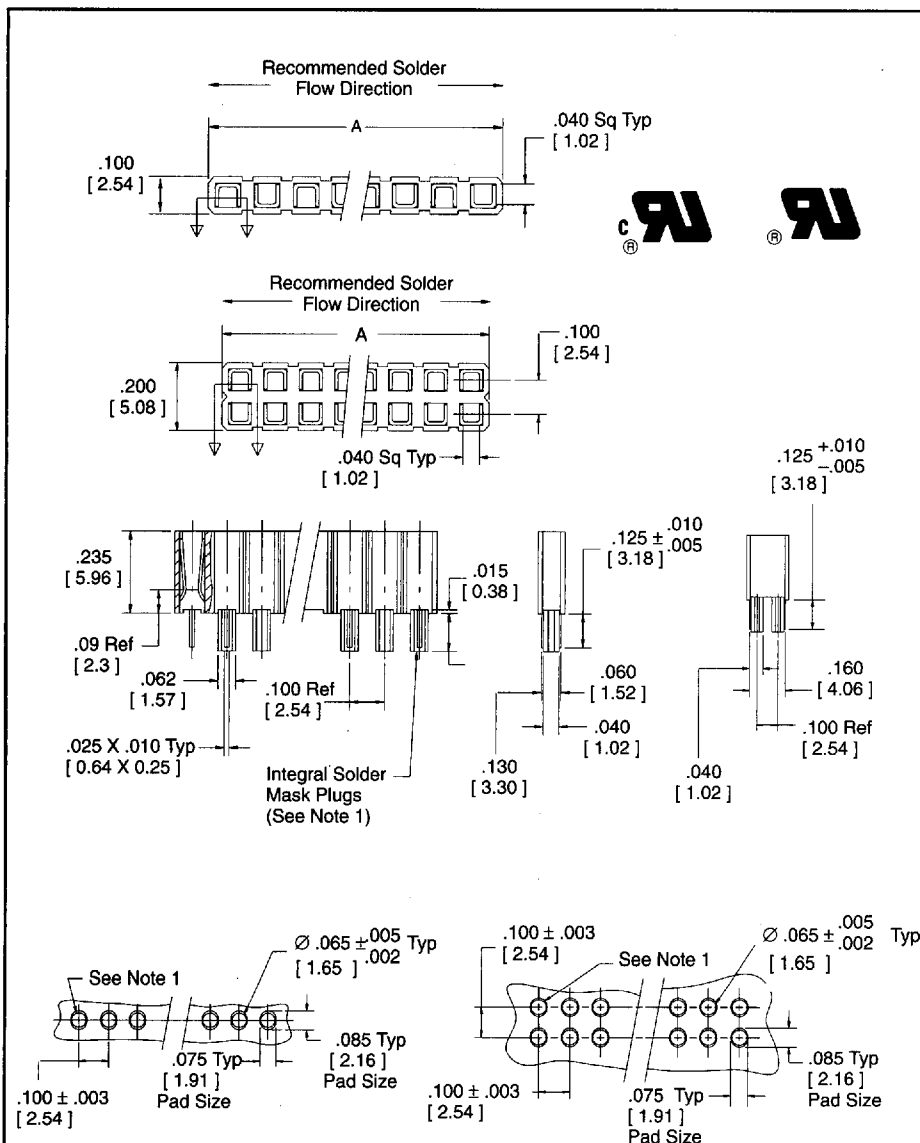 Recommended Solder
Flow Direction
A
.040 Sq Typ
[ 1.02 ]
.100
[ 2.54 ]
C
®
UR
®
UR
Recommended Solder
Flow Direction
A
.100
[ 2.54 ]
.200
[ 5.08 ]
.040 Sq Typ
[ 1.02 ]
.125 +.010
-.005
[ 3.18 ]
.235
[ 5.96 ]
.015
[ 0.38 ]
.125 ± .010
.005
[ 3.18 ]
.09 Ref
[ 2.3 ]
.062
[ 1.57 ]
.100 Ref
[ 2.54 ]
.060
[ 1.52 ]
.160
[ 4.06 ]
.025 X .010 Typ
[ 0.64 X 0.25 ]
.040
[ 1.02 ]
.100 Ref
[ 2.54 ]
Integral Solder
Mask Plugs
(See Note 1)
.130
[ 3.30 ]
.040
[ 1.02 ]
See Note 1
Ø .065 ± .005 Typ
.002
[ 1.65 ]
.085 Typ
[ 2.16 ]
Pad Size
.075 Typ
[ 1.91 ]
Pad Size
.100 ± .003
[ 2.54 ]
.100 ± .003
[ 2.54 ]
See Note 1
Ø .065 ± .005 Typ
.002
[ 1.65 ]
.085 Typ
[ 2.16 ]
Pad Size
.100 ± .003
[ 2.54 ]
.075 Typ
[ 1.91 ]
Pad Size